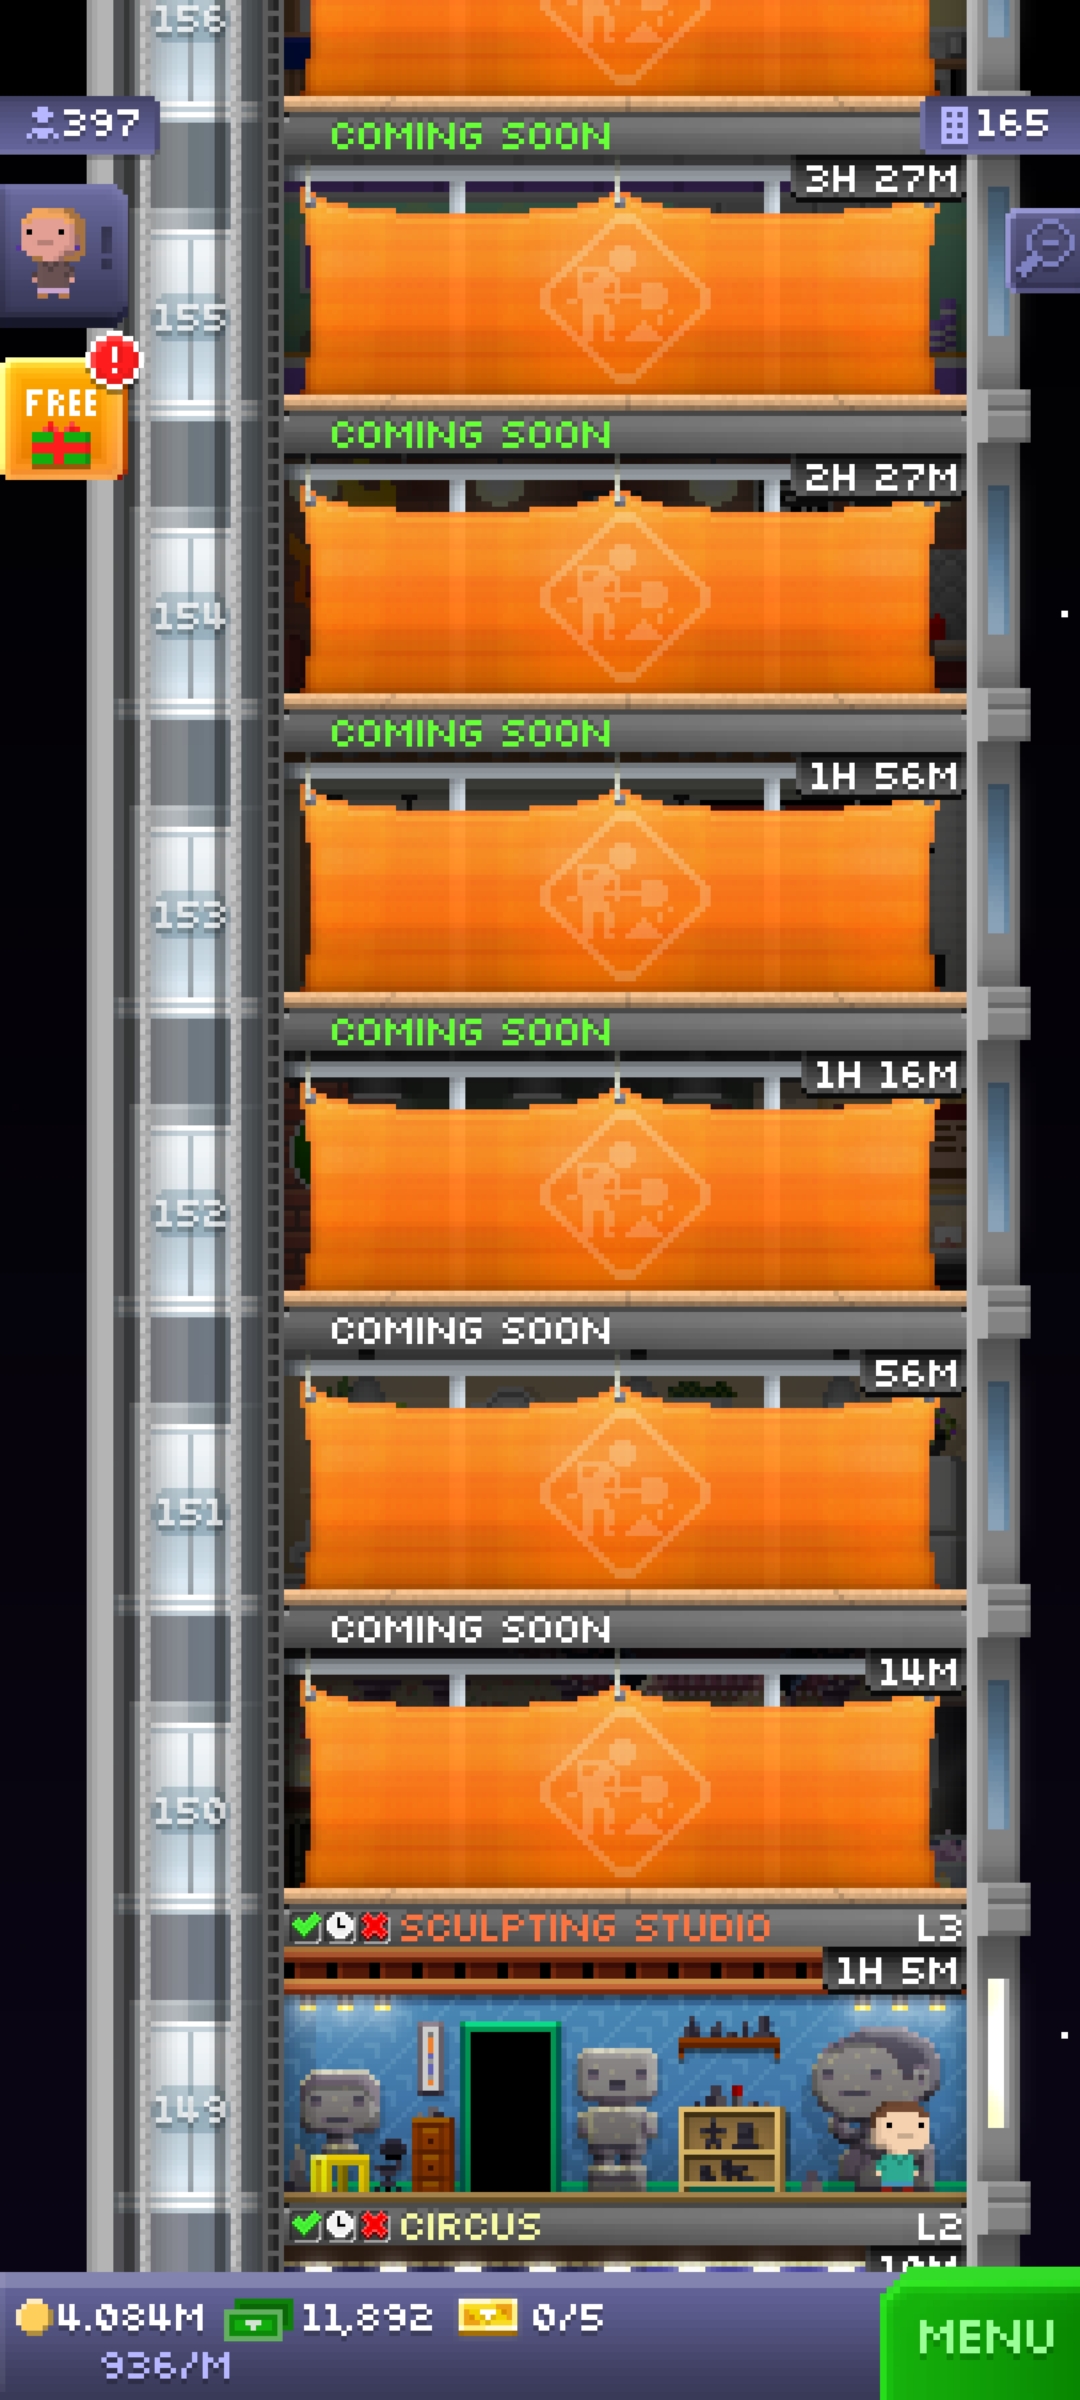 156
397
165
COMING SOON
3H 27M
155
FREE
COMING SOON
2H 27M
154
COMING SOON
1H 56M
153
COMING SOON
1H 16M
152
COMING SOON
56M
151
COMING SOON
14M
150
SCULPTING STUDIO L3
1H 5M
149
CIRCUS L2
4.084M 11,892 0/5
936/M
MENU